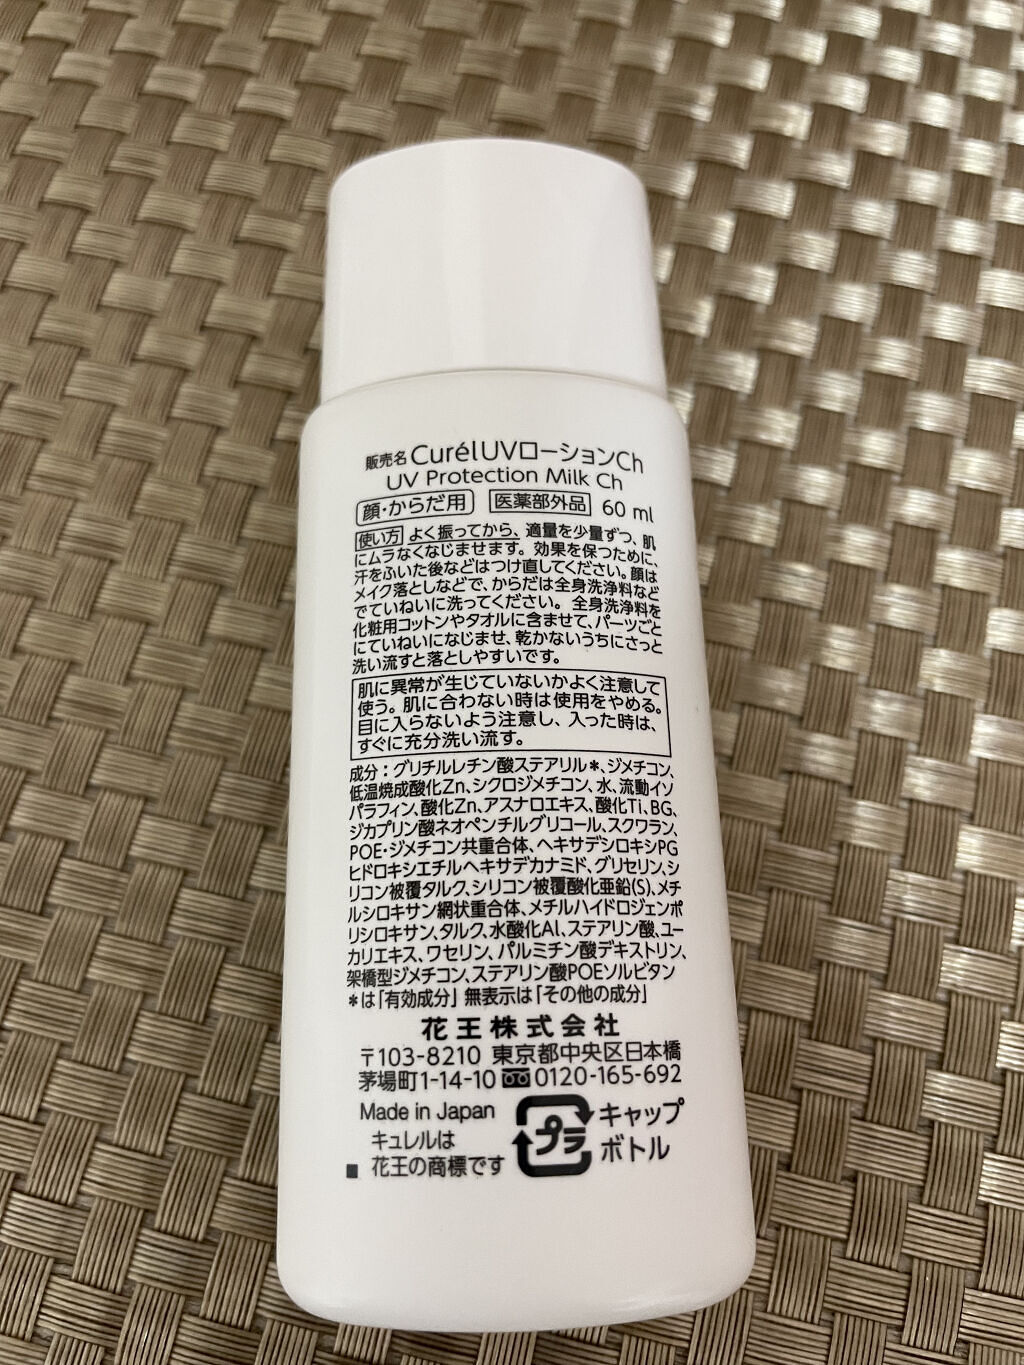 販売名 CurélUVローションCh
UV Protection Milk Ch
顔・からだ用 医薬部外品 60 ml
使い方 よく振ってから、適量を少量ずつ、肌
にムラなくなじませます。効果を保つために、
汗をふいた後などはつけ直してください。顔は
メイク落としなどで、からだは全身洗浄料など
でていねいに洗ってください。全身洗浄料を
化粧用コットンやタオルに含ませて、パーツごと
にていねいになじませ、乾かないうちにさっと
洗い流すと落としやすいです。
肌に異常が生じていないかよく注意して
使う。肌に合わない時は使用をやめる。
目に入らないよう注意し、入った時は、
すぐに充分洗い流す。
成分:グリチルレチン酸ステアリル*、ジメチコン、
低温焼成酸化Zn、シクロジメチコン、水、流動イソ
パラフィン、酸化Zn、アスナロエキス、酸化Ti、BG、
ジカプリン酸ネオペンチルグリコール、スクワラン、
POE・ジメチコン共重合体、ヘキサデシロキシPG
ヒドロキシエチルヘキサデカナミド、グリセリン、シ
リコン被覆タルク、シリコン被覆酸化亜鉛(S)、メチ
ルシロキサン網状重合体、メチルハイドロジェンポ
リシロキサン、タルク、水酸化Al、ステアリン酸、ユー
カリエキス、ワセリン、パルミチン酸デキストリン、
架橋型ジメチコン、ステアリン酸POEソルビタン
*は「有効成分」無表示は「その他の成分」
花王株式会社
〒103-8210 東京都中央区日本橋
茅場町1-14-10 0120-165-692
Made in Japan
キュレルは
花王の商標です
プラ
キャップ
ボトル